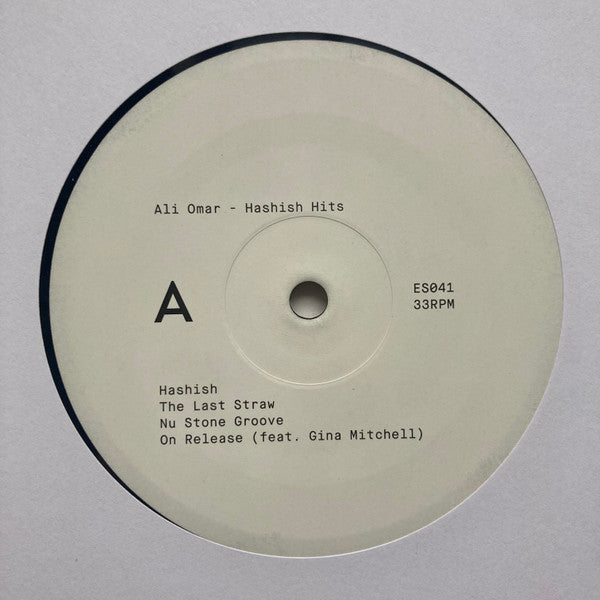 Ali Omar - Hashish Hits
A
ES041
33RPM
Hashish
The Last Straw
Nu Stone Groove
On Release (feat. Gina Mitchell)